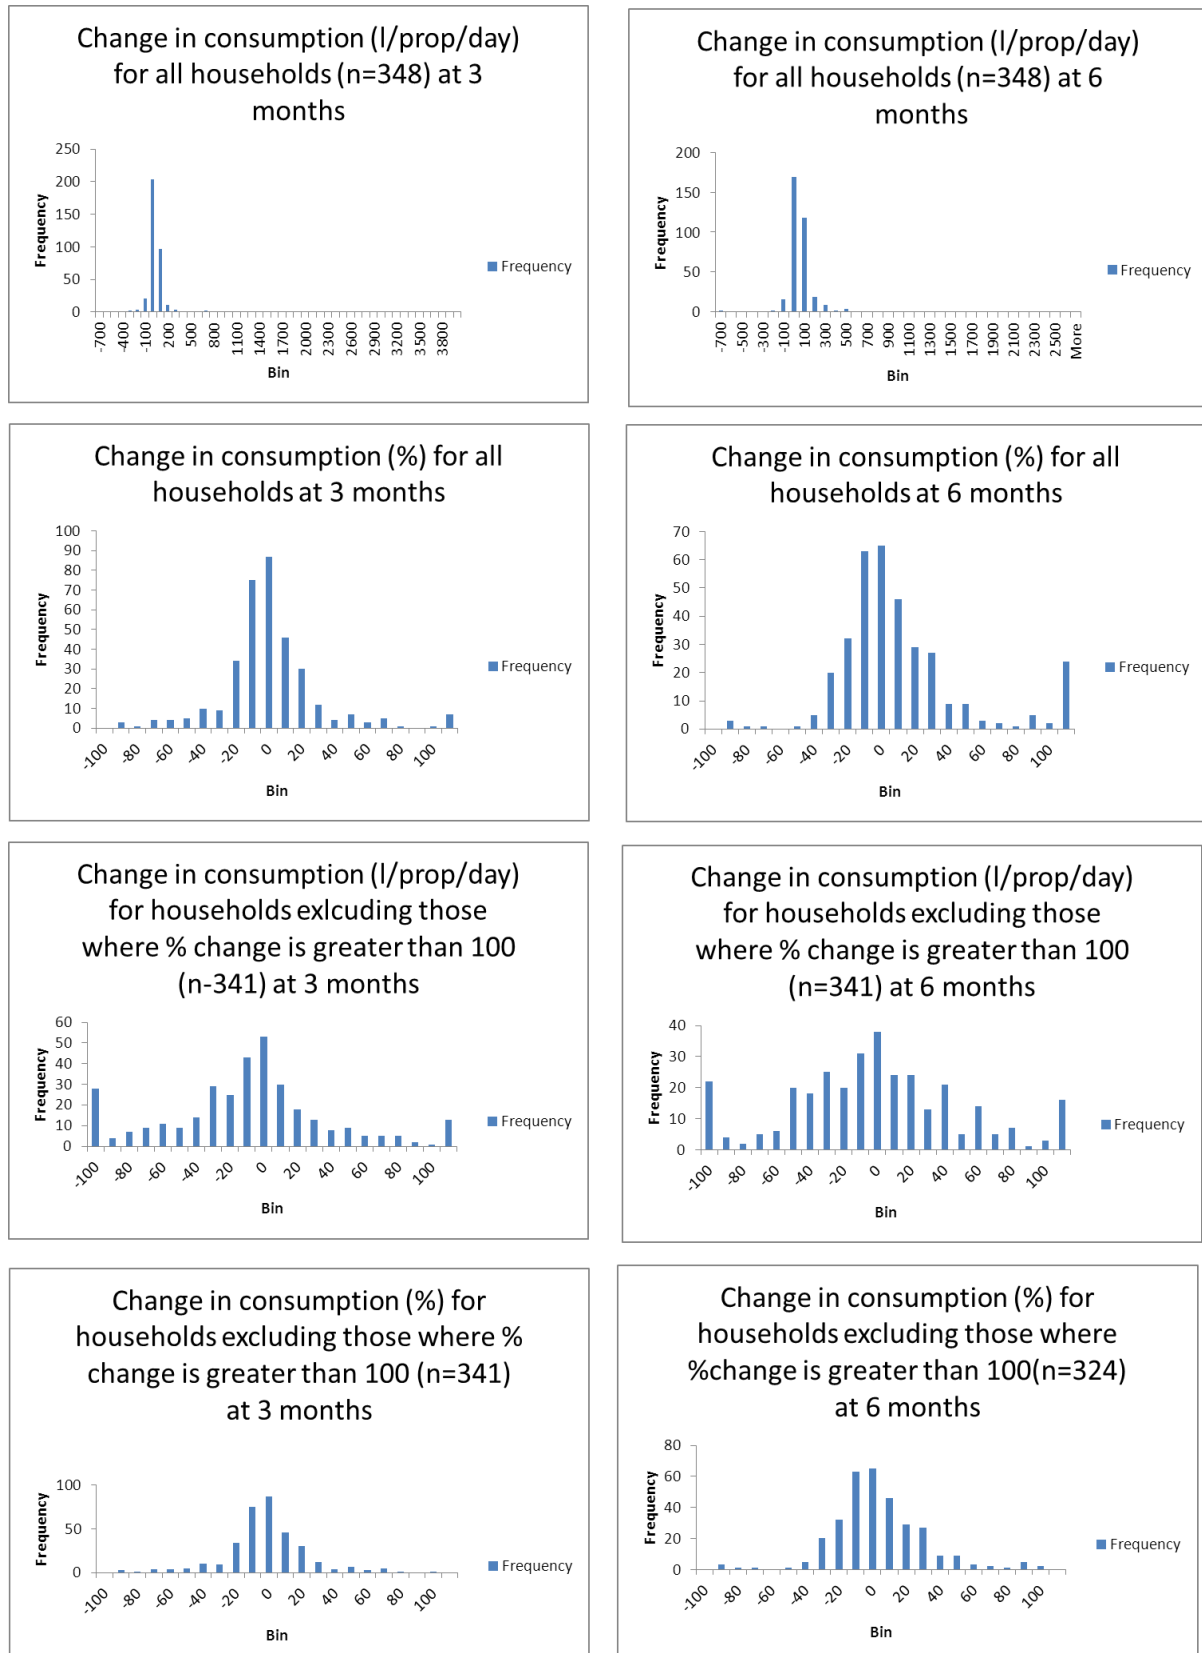 Change in consumption (l/prop/day)
for all households (n=348) at 3
months
250
200
150
100
50
0
Frequency
-700
-400
-100
200
500
800
1100
1400
1700
2000
2300
2600
2900
3200
3500
3800
Bin
Frequency
Change in consumption (l/prop/day)
for all households (n=348) at 6
months
200
150
100
50
0
Frequency
-700
-500
-300
-100
100
300
500
700
900
1100
1300
1500
1700
1900
2100
2300
2500
More
Bin
Frequency
Change in consumption (%) for all
households at 3 months
100
90
80
70
60
50
40
30
20
10
0
Frequency
-100
-80
-60
-40
-20
0
20
40
60
80
100
Bin
Frequency
Change in consumption (%) for all
households at 6 months
70
60
50
40
30
20
10
0
Frequency
-100
-80
-60
-40
-20
0
20
40
60
80
100
Bin
Frequency
Change in consumption (l/prop/day)
for households exlcuding those
where % change is greater than 100
(n-341) at 3 months
60
50
40
30
20
10
0
Frequency
-100
-80
-60
-40
-20
0
20
40
60
80
100
Bin
Frequency
Change in consumption (l/prop/day)
for households excluding those
where % change is greater than 100
(n=341) at 6 months
40
30
20
10
0
Frequency
-100
-80
-60
-40
-20
0
20
40
60
80
100
Bin
Frequency
Change in consumption (%) for
households excluding those where %
change is greater than 100 (n=341)
at 3 months
100
50
0
Frequency
-100
-80
-60
-40
-20
0
20
40
60
80
100
Bin
Frequency
Change in consumption (%) for
households excluding those where
%change is greater than 100(n=324)
at 6 months
80
60
40
20
0
Frequency
-100
-80
-60
-40
-20
0
20
40
60
80
100
Bin
Frequency